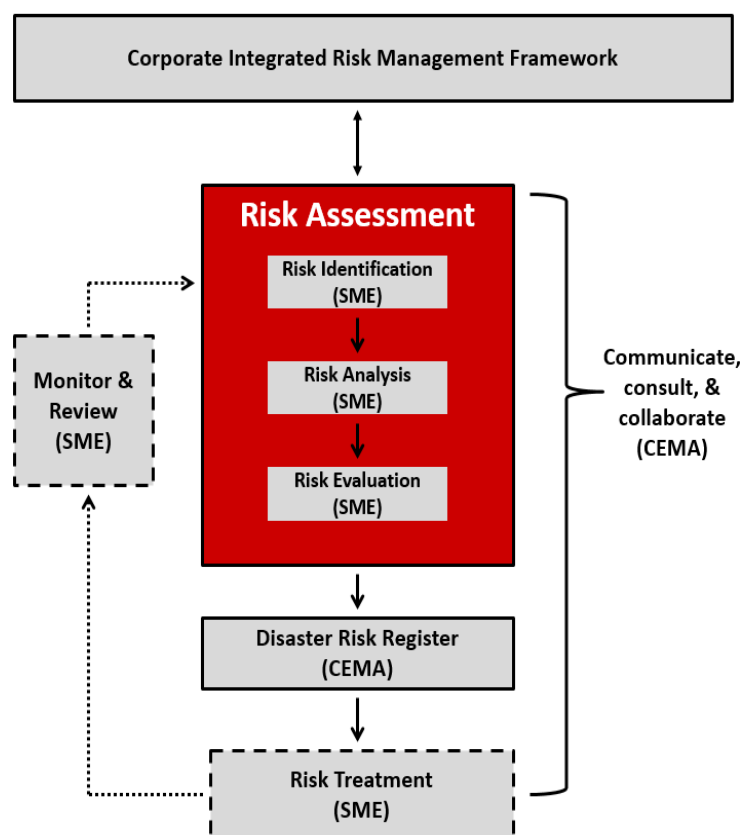 Corporate Integrated Risk Management Framework
Risk Assessment
Risk Identification
(SME)
Risk Analysis
(SME)
Risk Evaluation
(SME)
Monitor &
Review
(SME)
Communicate,
consult, &
collaborate
(CEMA)
Disaster Risk Register
(CEMA)
Risk Treatment
(SME)